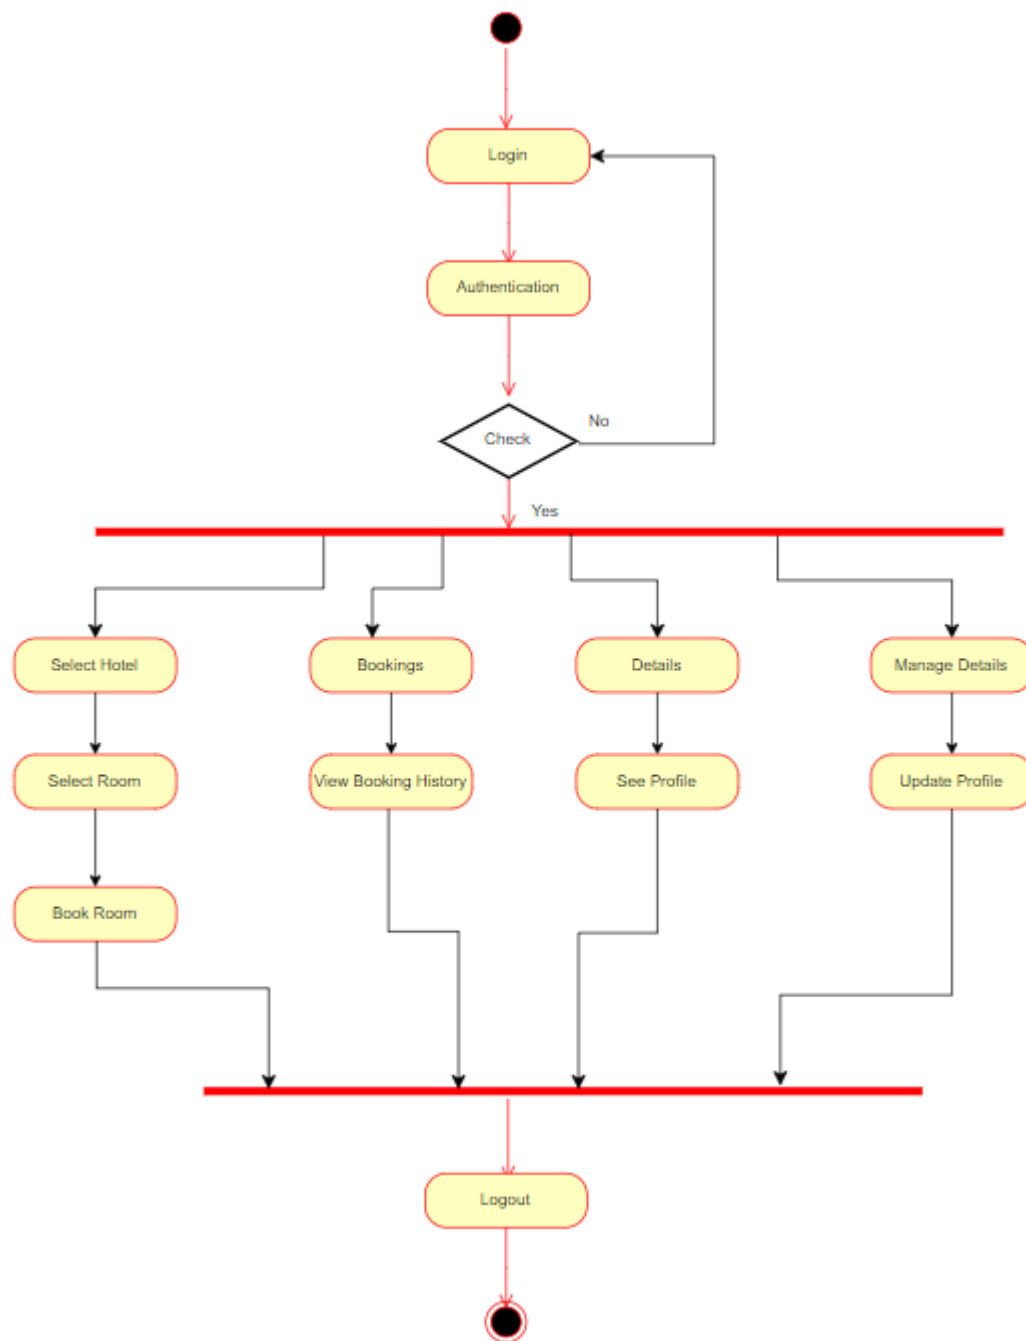 Login
Authentication
Check
No
Yes
Select Hotel
Bookings
Details
Manage Details
Select Room
View Booking History
See Profile
Update Profile
Book Room
Logout